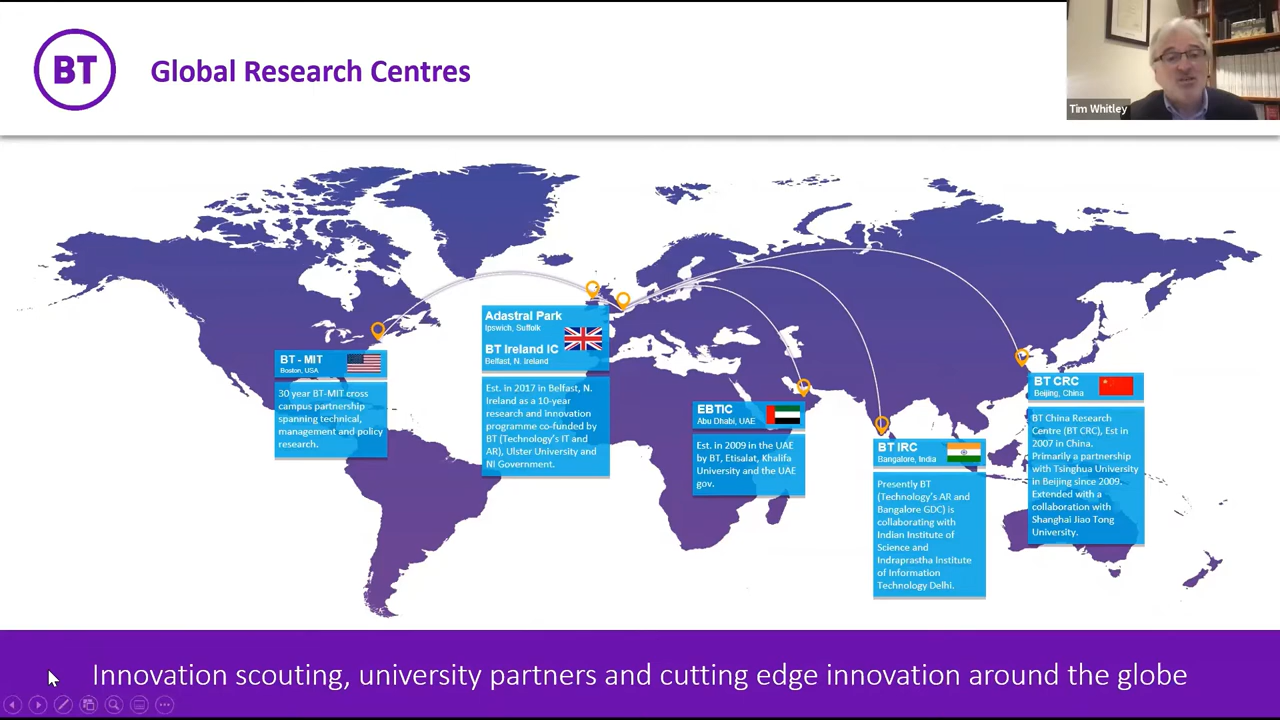 BT
Global Research Centres
Tim Whitley
BT - MIT
Boston, USA
30 year BT-MIT cross
campus partnership
spanning technical,
management and policy
research.
Adastral Park
Ipswich, Suffolk
BT Ireland IC
Belfast, N. Ireland
Est. in 2017 in Belfast, N.
Ireland as a 10-year
research and innovation
programme co-funded by
BT (Technology's IT and
AR), Ulster University and
NI Government.
EBTIC
Abu Dhabi, UAE
Est. in 2009 in the UAE
by BT, Etisalat, Khalifa
University and the UAE
gov.
BT IRC
Bangalore, India
Presently BT
(Technology's AR and
Bangalore GDC) is
collaborating with
Indian Institute of
Science and
Indraprastha Institute
of Information
Technology Delhi.
BT CRC
Beijing, China
BT China Research
Centre (BT CRC), Est in
2007 in China.
Primarily a partnership
with Tsinghua University
in Beijing since 2009.
Extended with a
collaboration with
Shanghai Jiao Tong
University.
Innovation scouting, university partners and cutting edge innovation around the globe